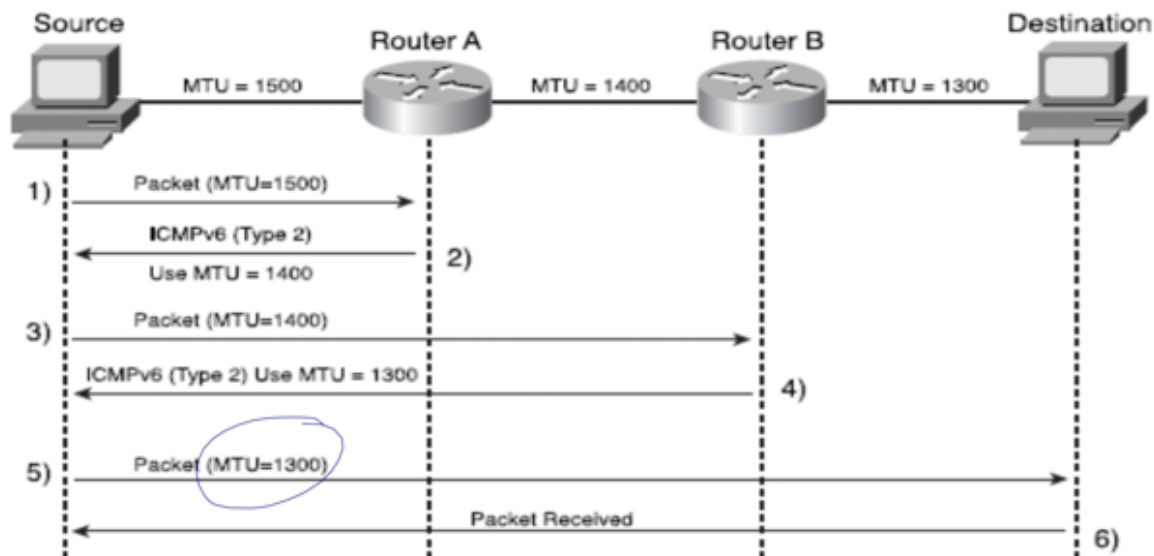 Source
Router A
Router B
Destination
MTU = 1500
MTU = 1400
MTU = 1300
1)
Packet (MTU=1500)
ICMPv6 (Type 2)
2)
Use MTU = 1400
3)
Packet (MTU=1400)
ICMPv6 (Type 2) Use MTU = 1300
4)
5)
Packet (MTU=1300)
Packet Received
6)